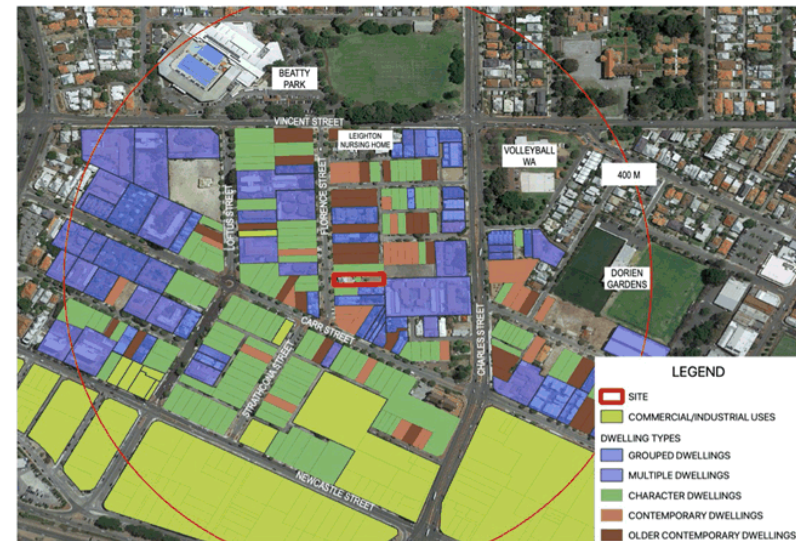 BEATTY
PARK
VINCENT STREET
LEIGHTON
NURSING HOME
VOLLEYBALL
WA
400 M
LOFTUS STREET
FLORENCE STREET
DORIEN
GARDENS
CARR STREET
CHARLES STREET
STRATHCONA STREET
NEWCASTLE STREET
LEGEND
SITE
COMMERCIAL/INDUSTRIAL USES
DWELLING TYPES
GROUPED DWELLINGS
MULTIPLE DWELLINGS
CHARACTER DWELLINGS
CONTEMPORARY DWELLINGS
OLDER CONTEMPORARY DWELLINGS